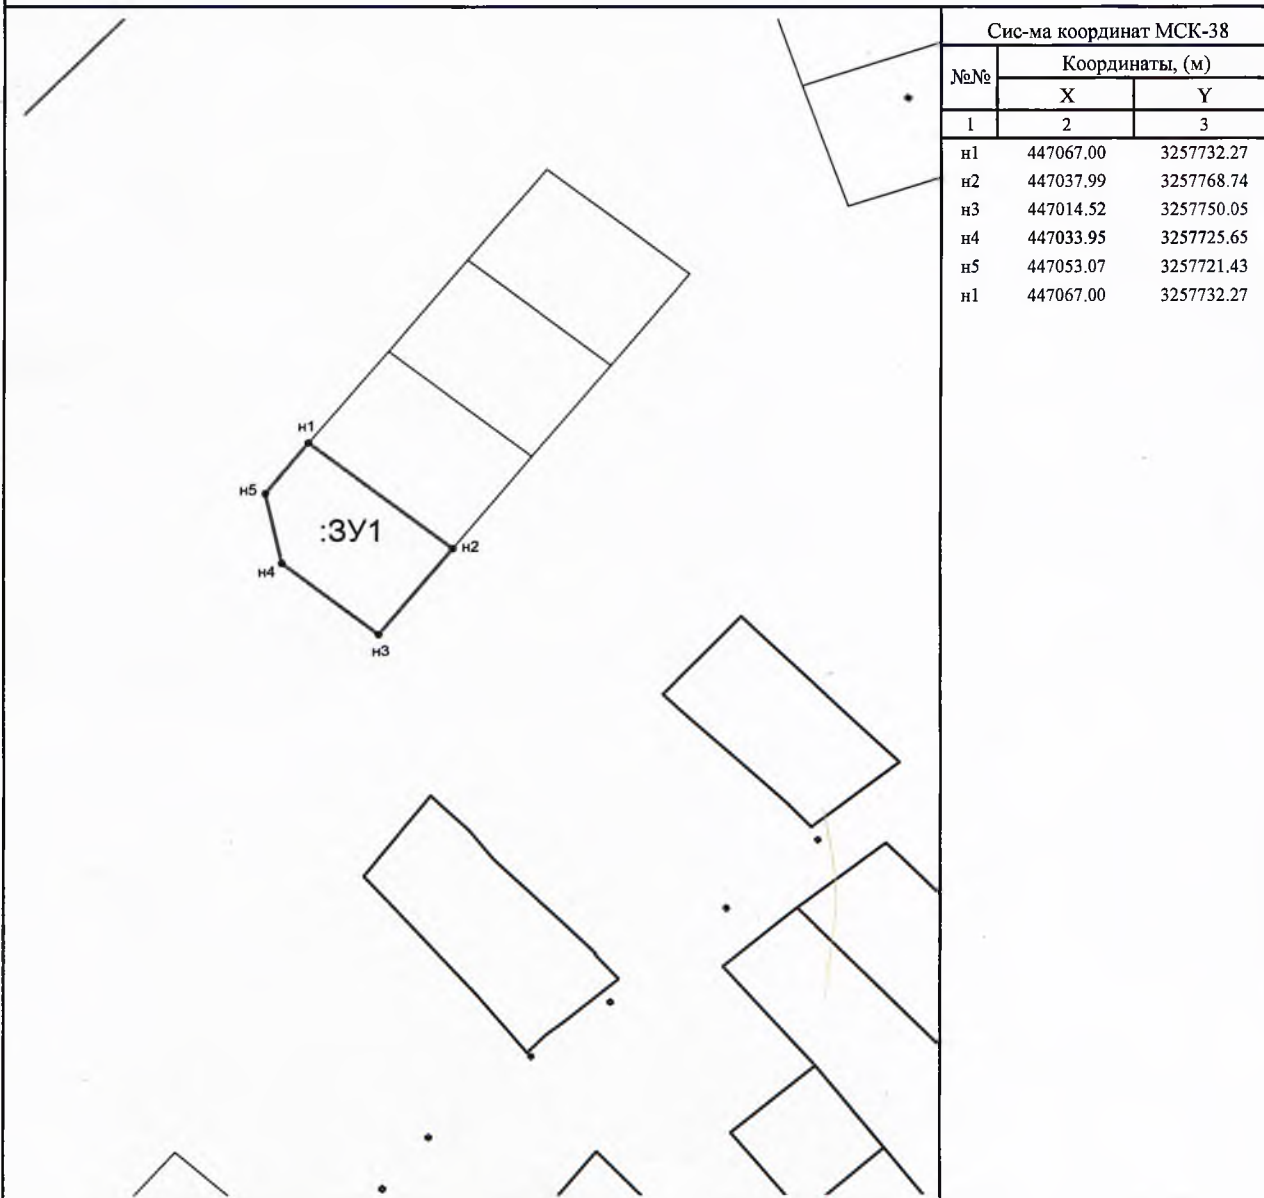 Сис-ма координат МСК-38
№№ Координаты, (м)
X Y
1 2 3
н1 447067.00 3257732.27
н2 447037.99 3257768.74
н3 447014.52 3257750.05
н4 447033.95 3257725.65
н5 447053.07 3257721.43
н1 447067.00 3257732.27
н1
н5
:ЗУ1
н2
н4
н3